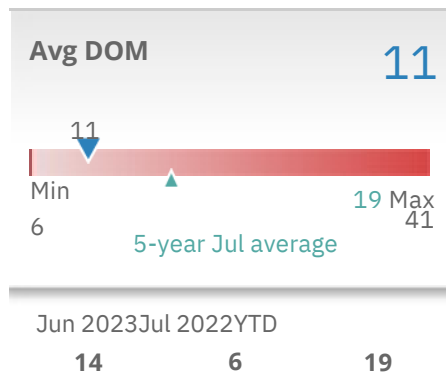 Avg DOM 11
11
Min 19 Max
6 41
5-year Jul average
Jun 2023Jul 2022YTD
14 6 19